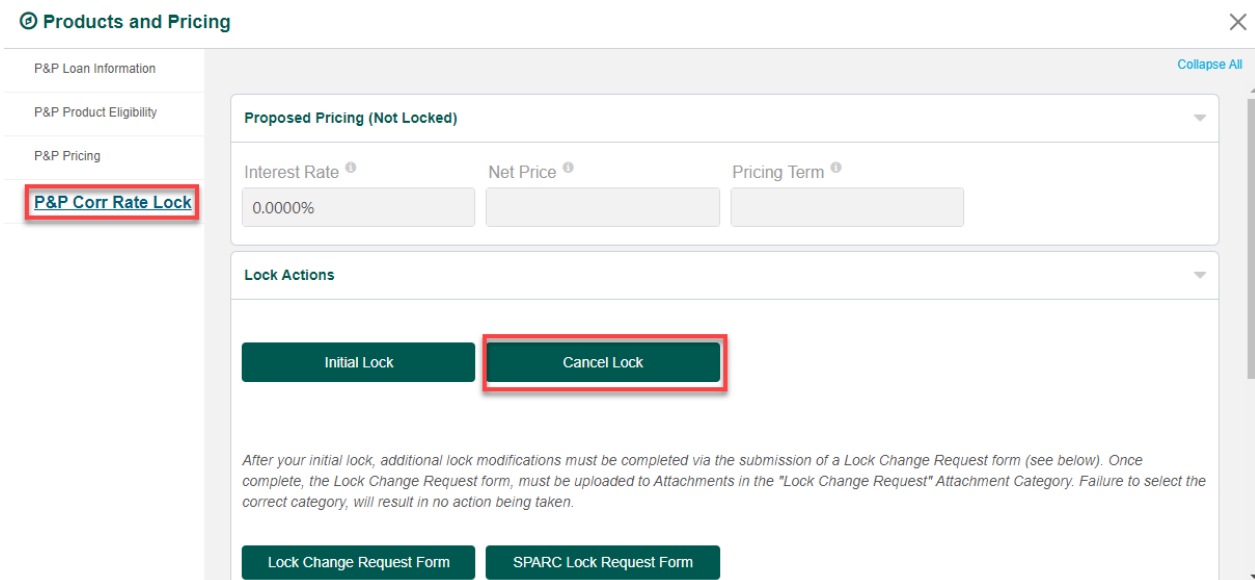 Products and Pricing
Collapse All
P&P Loan Information
P&P Product Eligibility
P&P Pricing
P&P Corr Rate Lock
Proposed Pricing (Not Locked)
Interest Rate Net Price Pricing Term
0.0000%
Lock Actions
Initial Lock Cancel Lock
After your initial lock, additional lock modifications must be completed via the submission of a Lock Change Request form (see below). Once
complete, the Lock Change Request form, must be uploaded to Attachments in the "Lock Change Request" Attachment Category. Failure to select the
correct category, will result in no action being taken.
Lock Change Request Form SPARC Lock Request Form